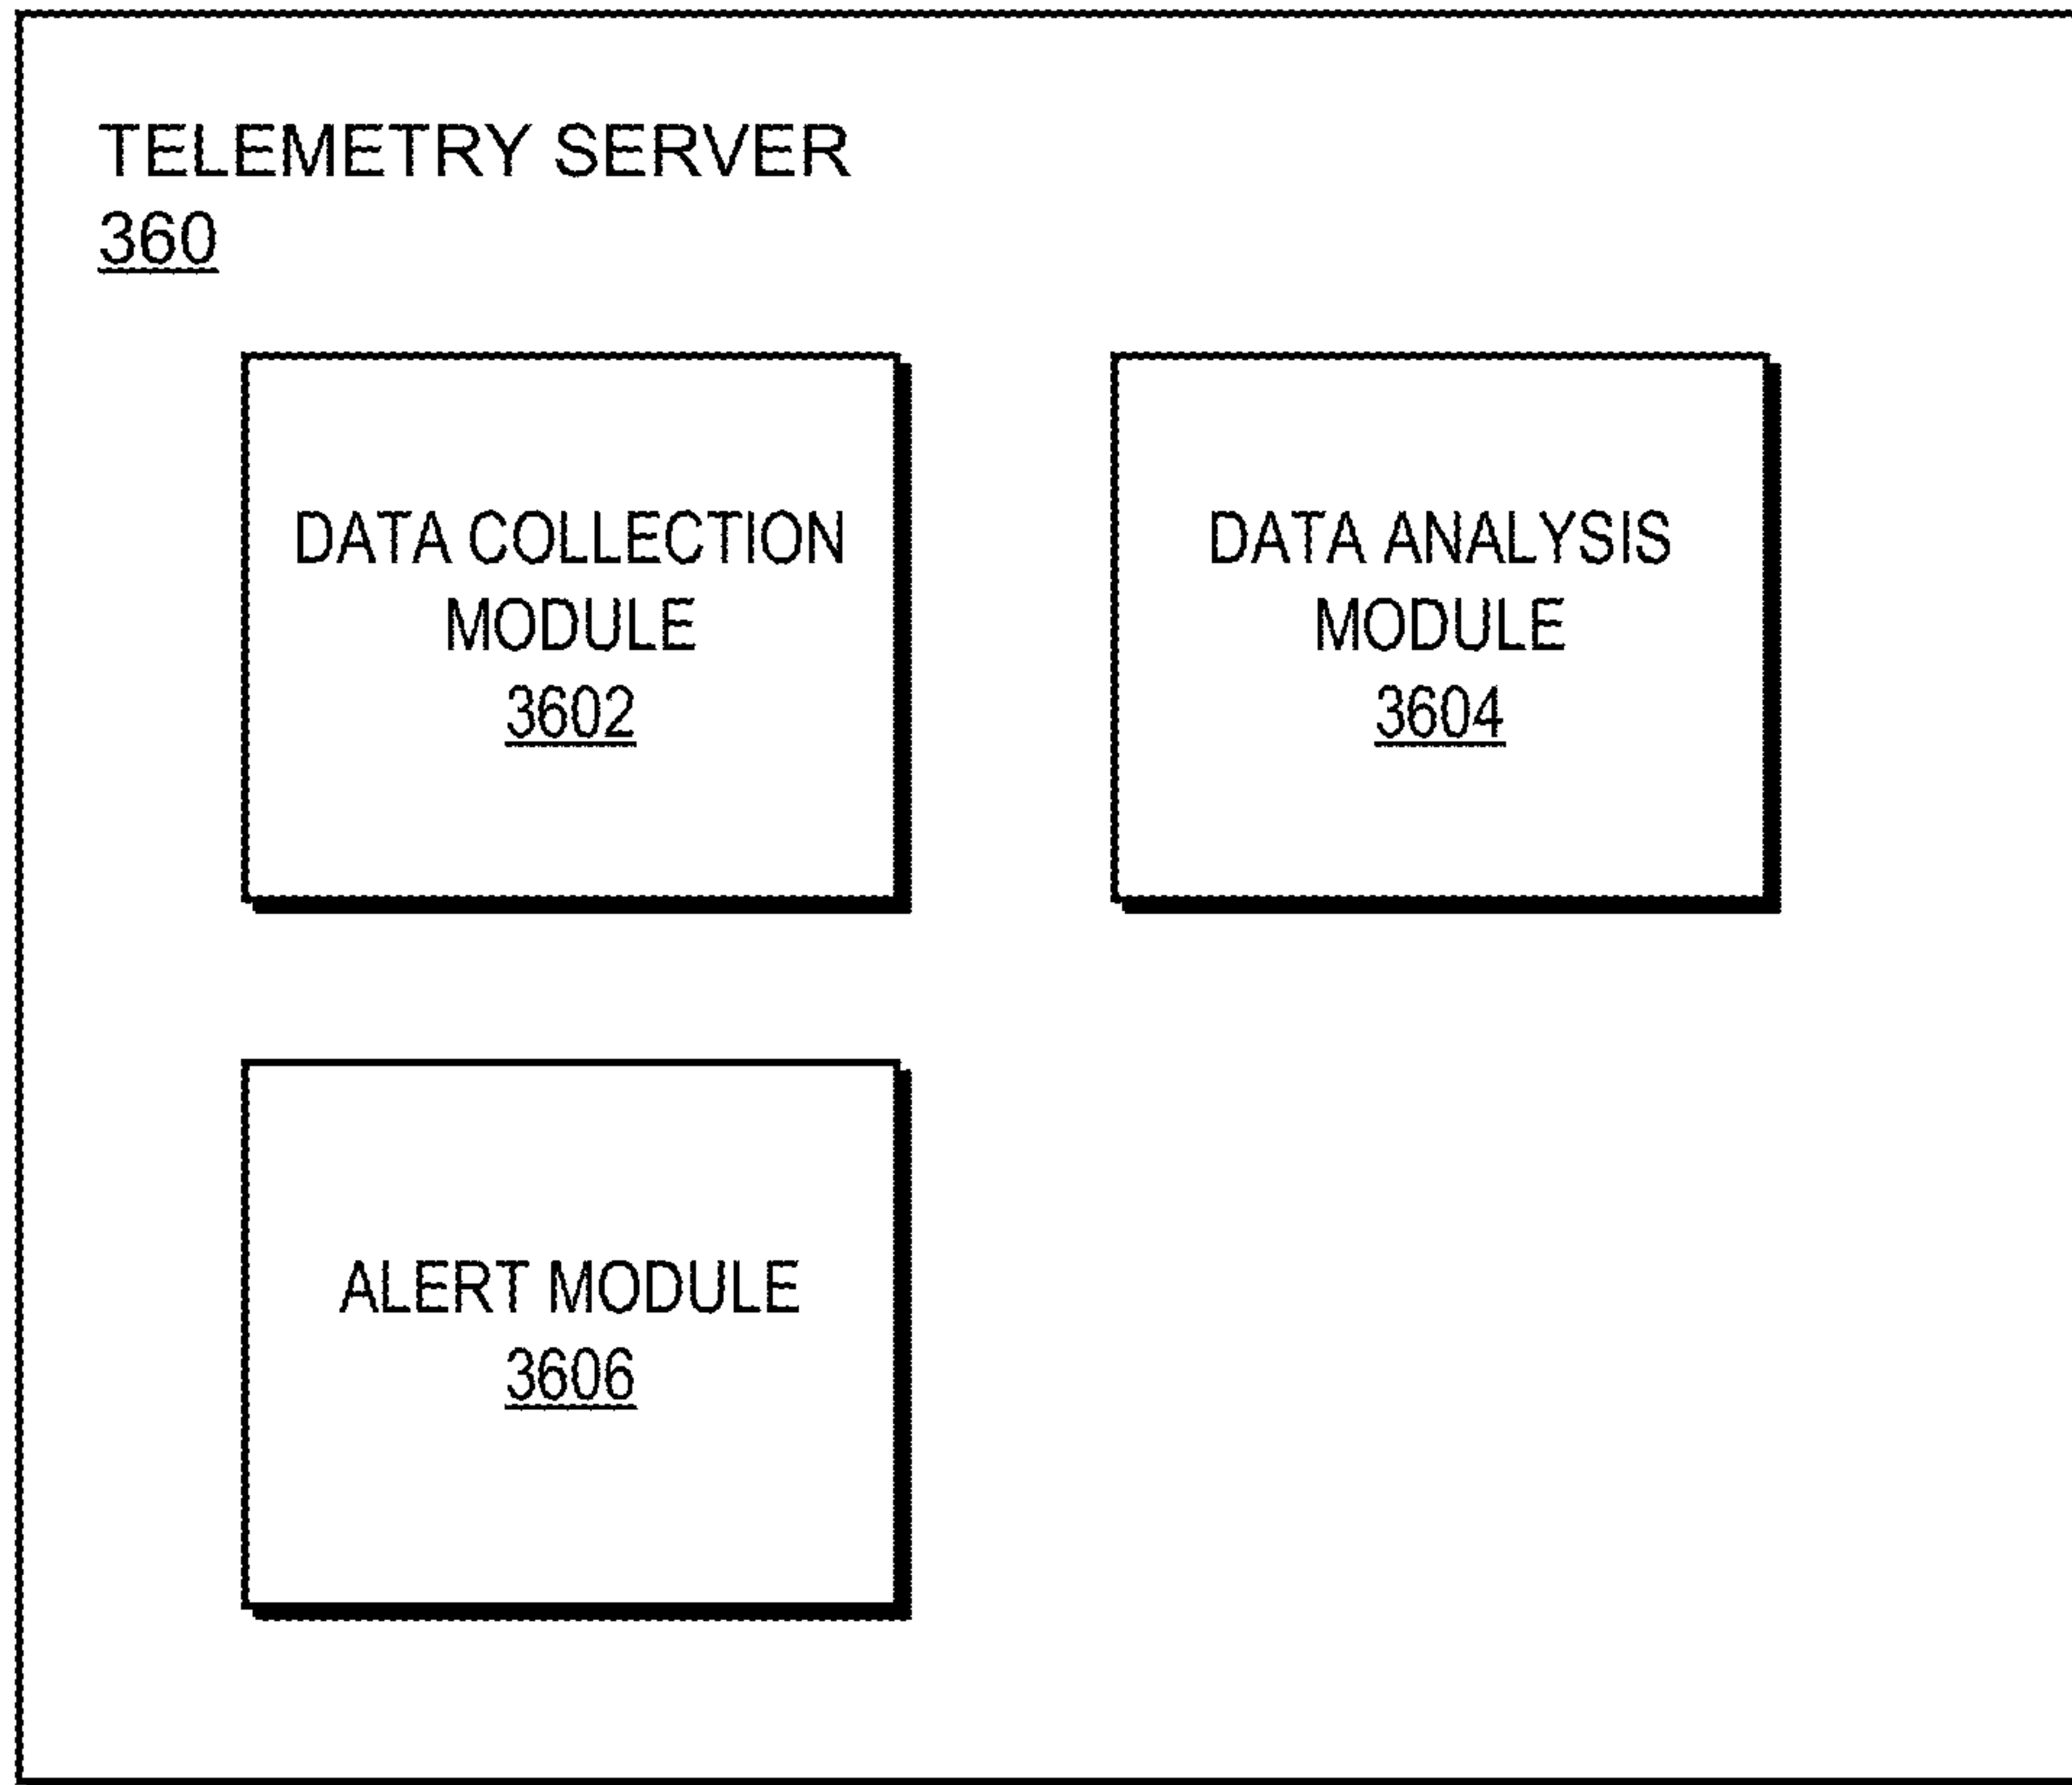 TELEMETRY SERVER
360
DATA COLLECTION
MODULE
3602
DATA ANALYSIS
MODULE
3604
ALERT MODULE
3606